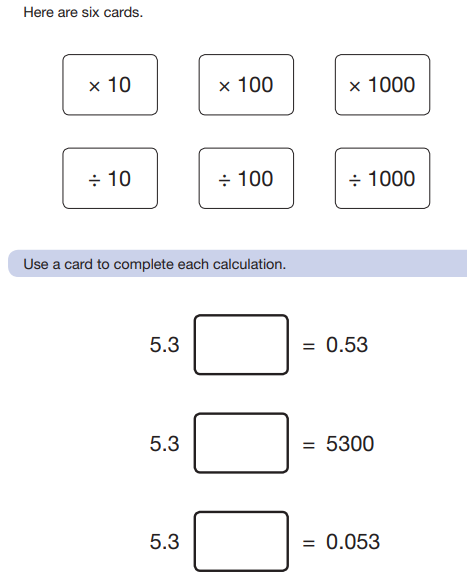 Here are six cards.
× 10 × 100 × 1000
÷ 10 ÷ 100 ÷ 1000
Use a card to complete each calculation.
5.3 = 0.53
5.3 = 5300
5.3 = 0.053